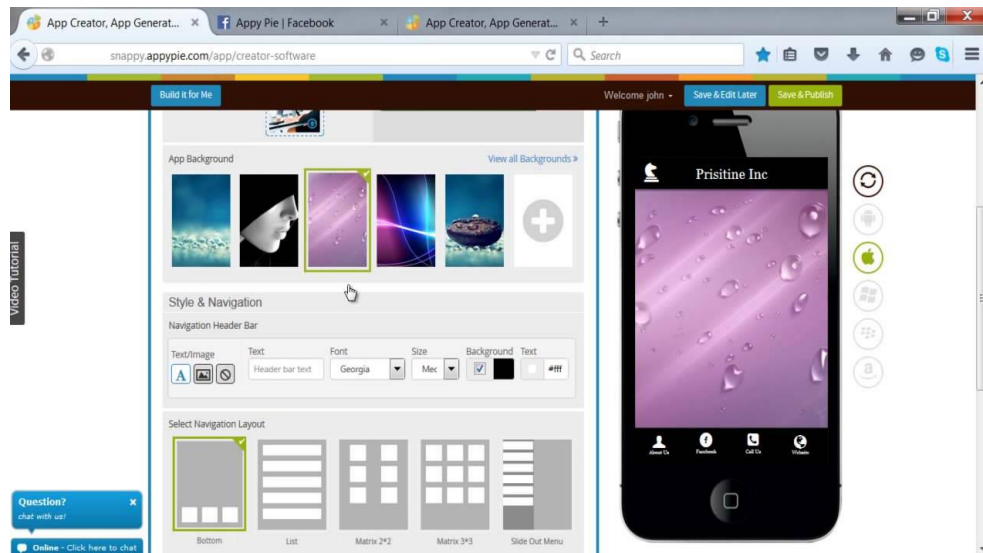 App Creator, App Generat...
Appy Pie | Facebook
App Creator, App Generat...
snappy.appypie.com/app/creator-software
Search
Build it for Me
Welcome john
Save & Edit Later
Save & Publish
App Background
View all Backgrounds »
Prisitine Inc
Video Tutorial
Style & Navigation
Navigation Header Bar
Text/Image
Text
Font
Size
Background
Text
A
Header bar text
Georgia
Mec
#fff
Select Navigation Layout
About Us
Facebook
Call Us
Website
Bottom
List
Matrix 2*2
Matrix 3*3
Slide Out Menu
Question?
chat with us!
Online - Click here to chat